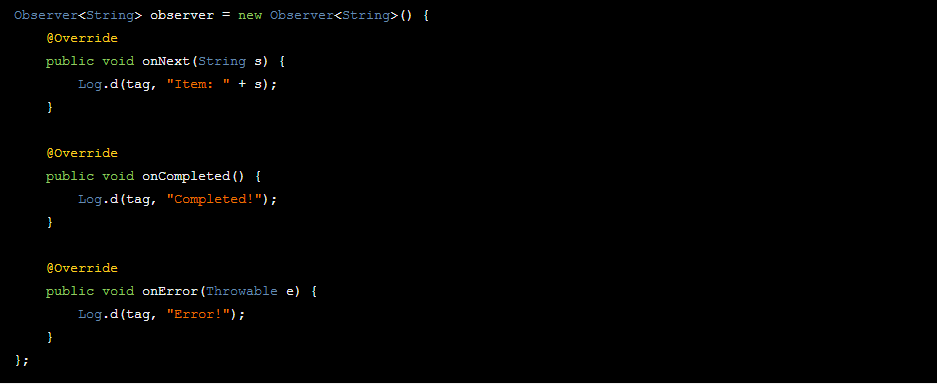 Observer<String> observer = new Observer<String>() {
    @Override
    public void onNext(String s) {
        Log.d(tag, "Item: " + s);
    }

    @Override
    public void onCompleted() {
        Log.d(tag, "Completed!");
    }

    @Override
    public void onError(Throwable e) {
        Log.d(tag, "Error!");
    }
};